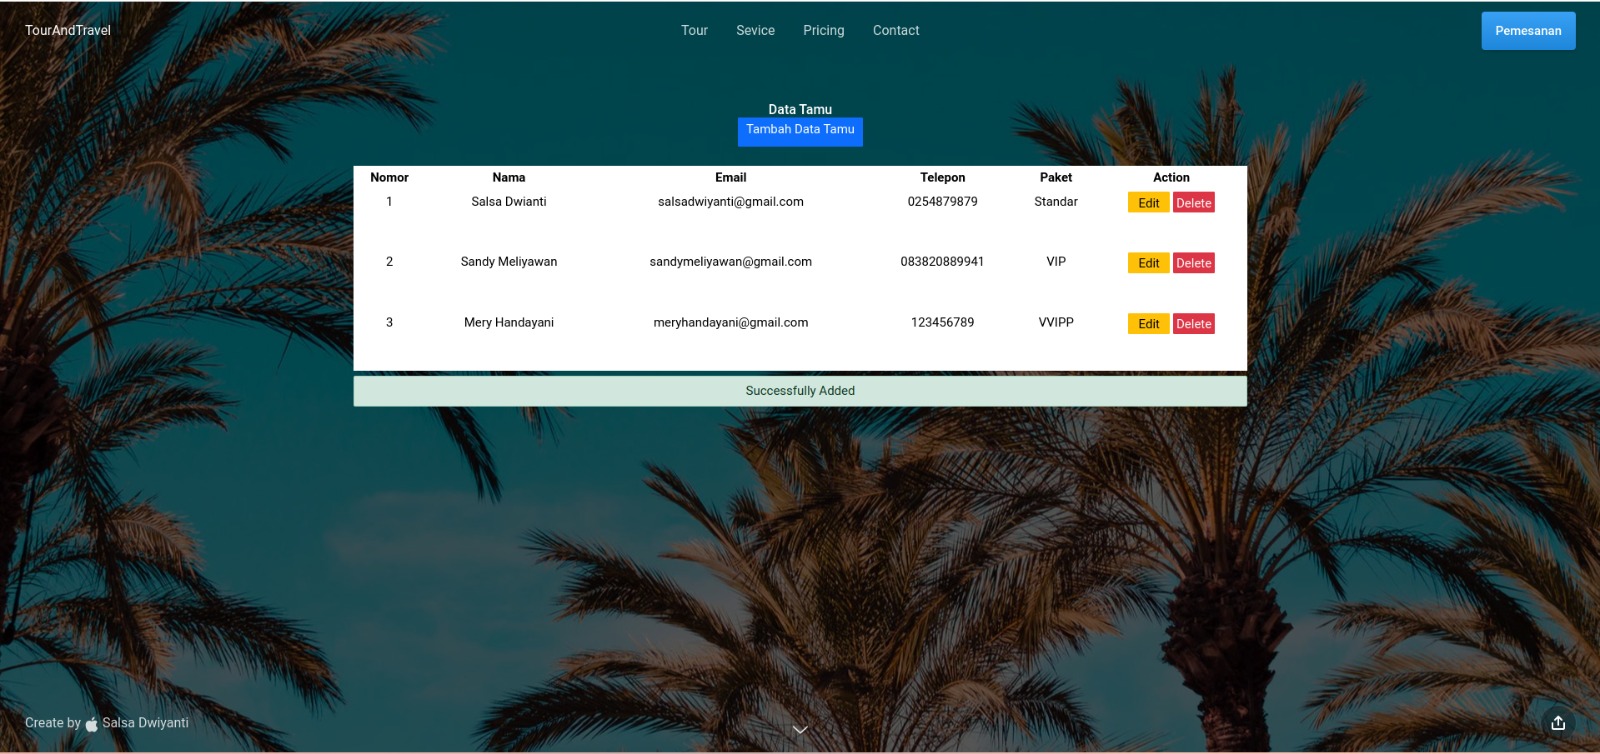 TourAndTravel Tour Sevice Pricing Contact Pemesanan
Data Tamu
Tambah Data Tamu
Nomor Nama Email Telepon Paket Action
1 Salsa Dwianti salsadwiyanti@gmail.com 0254879879 Standar Edit Delete
2 Sandy Meliyawan sandymeliyawan@gmail.com 083820889941 VIP Edit Delete
3 Mery Handayani meryhandayani@gmail.com 123456789 VVIPP Edit Delete
Successfully Added
Create by Salsa Dwiyanti